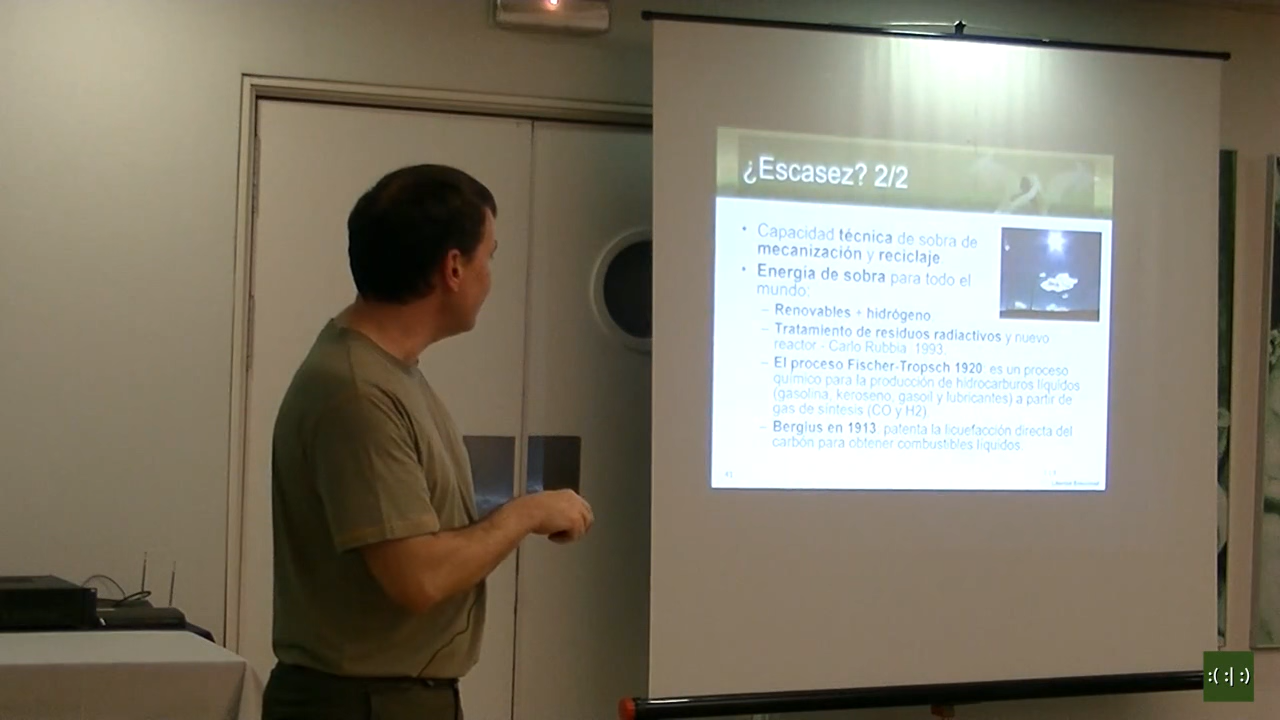 ¿Escasez? 2/2
• Capacidad técnica de sobra de
mecanización y reciclaje
• Energía de sobra para todo el
mundo:
– Renovables + hidrógeno
– Tratamiento de residuos radiactivos y nuevo
reactor - Carlo Rubbia 1993.
– El proceso Fischer-Tropsch 1920 es un proceso
químico para la producción de hidrocarburos líquidos
(gasolina, keroseno, gasoil y lubricantes) a partir de
gas de síntesis (CO y H2)
– Bergius en 1913 patenta la licuefacción directa del
carbón para obtener combustibles líquidos.
:( :| :)